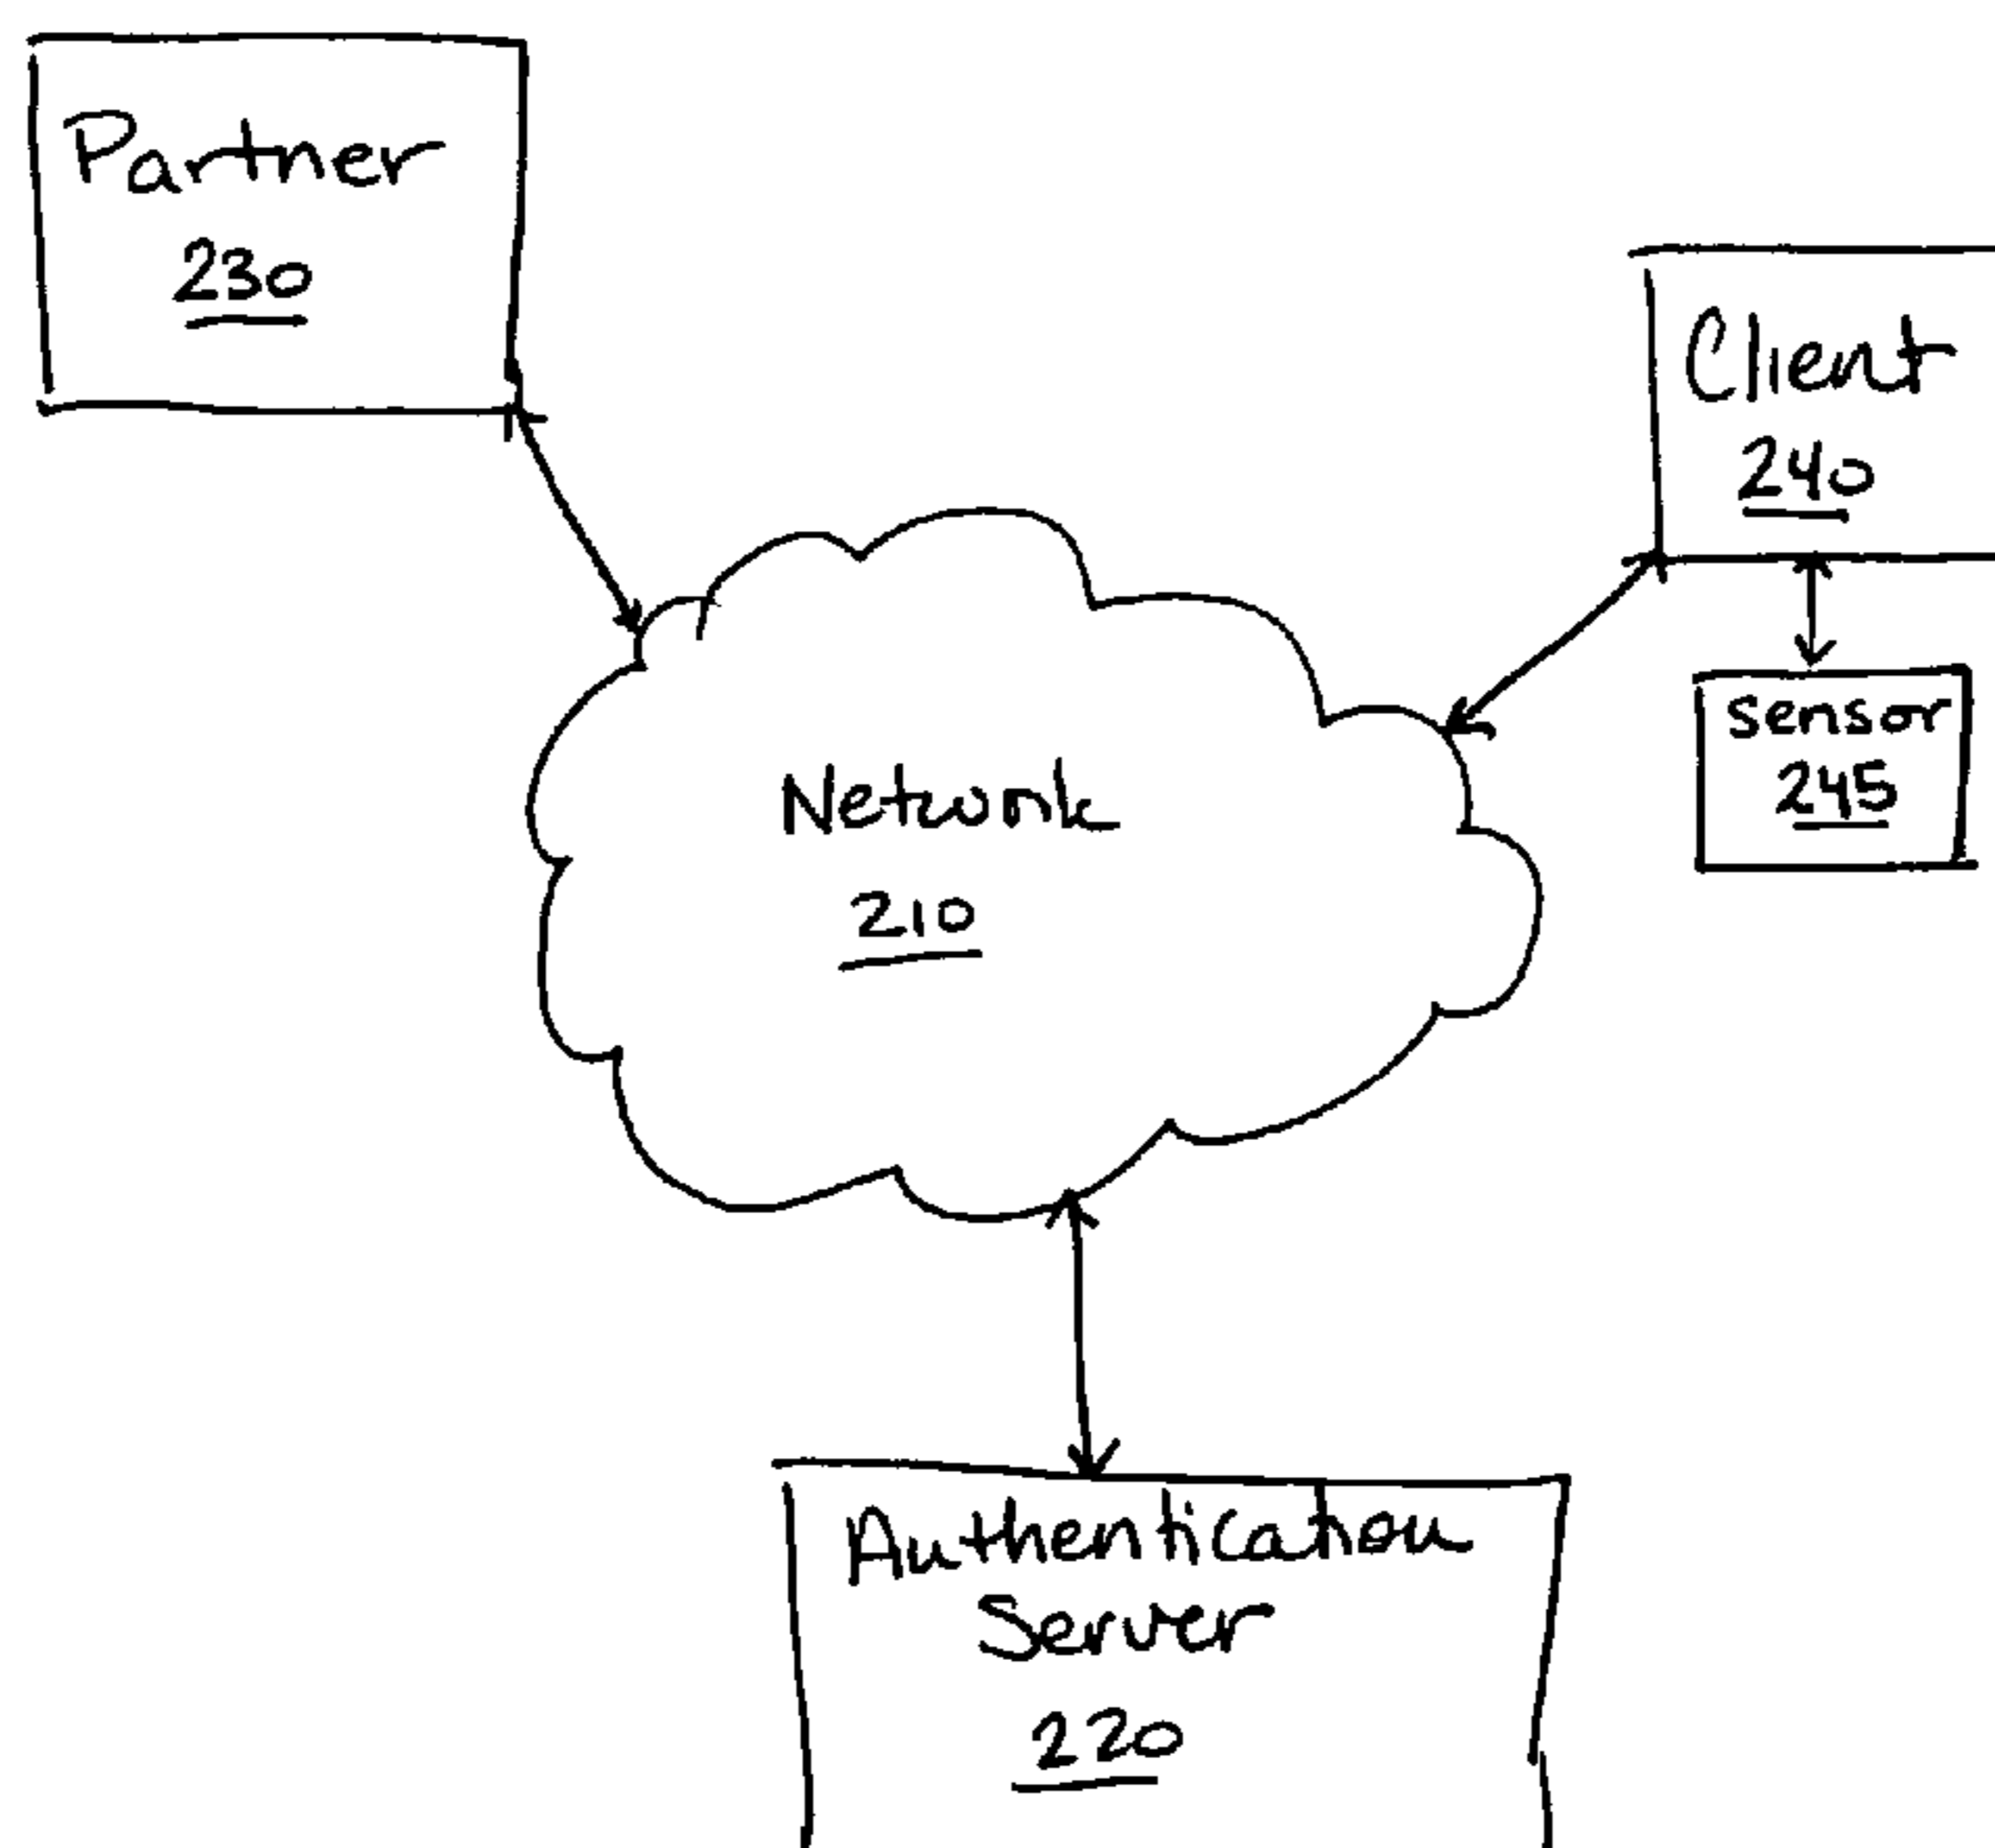 Partner
230
Client
240
sensor
245
Network
210
Authentication
Server
220